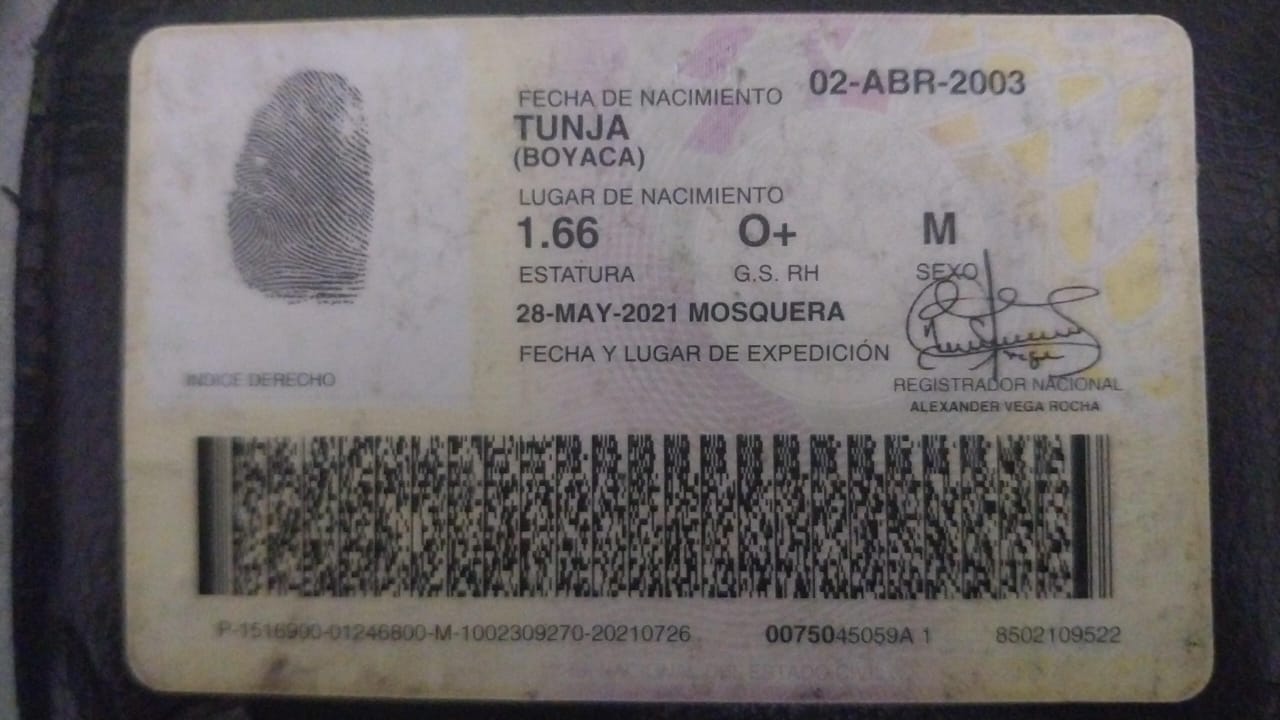 02-ABR-2003
FECHA DE NACIMIENTO
TUNJA
(BOYACA)
LUGAR DE NACIMIENTO
1.66 O+ M
ESTATURA G.S. RH SEXO
28-MAY-2021 MOSQUERA
FECHA Y LUGAR DE EXPEDICIÓN
INDICE DERECHO
REGISTRADOR NACIONAL
ALEXANDER VEGA ROCHA
P-1516900-01246800-M-1002309270-20210726 0075045059A 1 8502109522